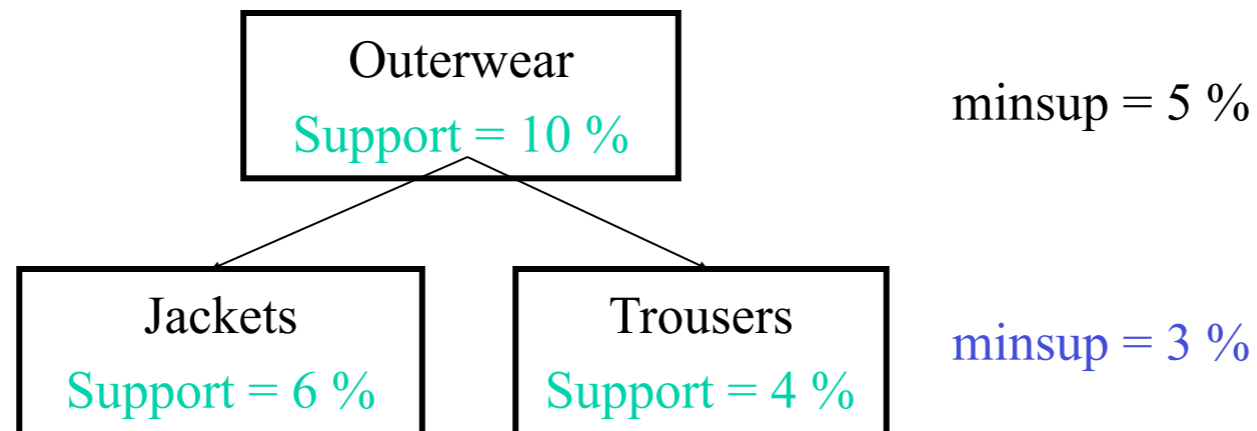 Outerwear
Support = 10 %
minsup = 5 %
Jackets
Support = 6 %
Trousers
Support = 4 %
minsup = 3 %